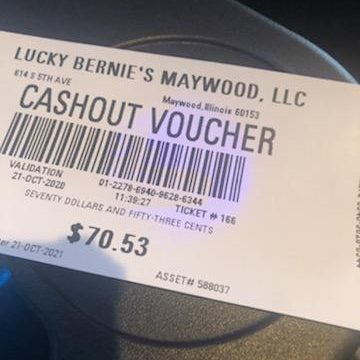 LUCKY BERNIE'S MAYWOOD, LLC
614 S 5TH AVE
Maywood,Illinois 60153
CASHOUT VOUCHER
VALIDATION 01-2278-6940-9628-6344
21-OCT-2020 11:39:27 TICKET # 166
SEVENTY DOLLARS AND FIFTY-THREE CENTS
$70.53
er 21-OCT-2021 ASSET# 588037